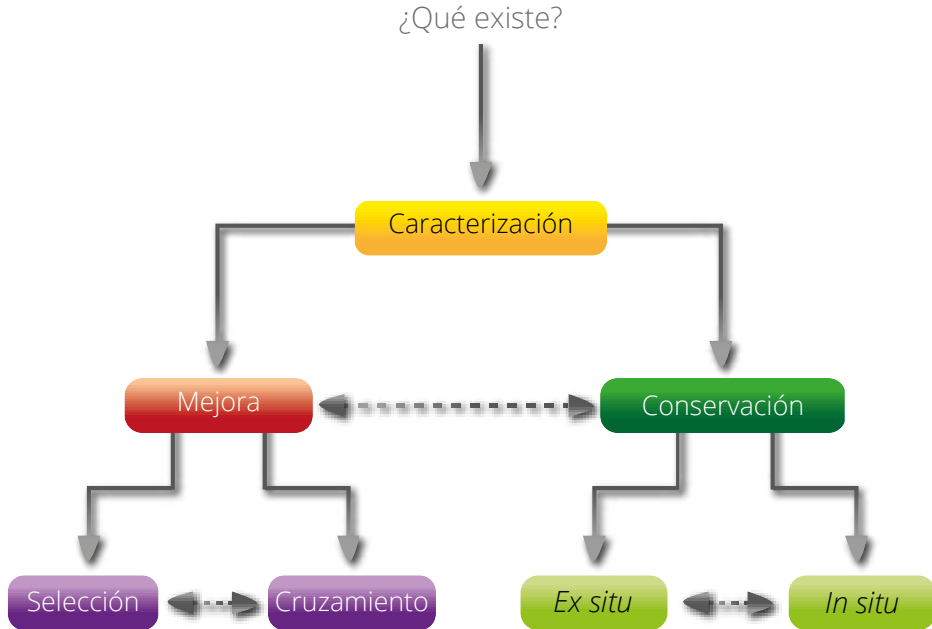 ¿Qué existe?
Caracterización
Mejora
Conservación
Selección
Cruzamiento
Ex situ
In situ